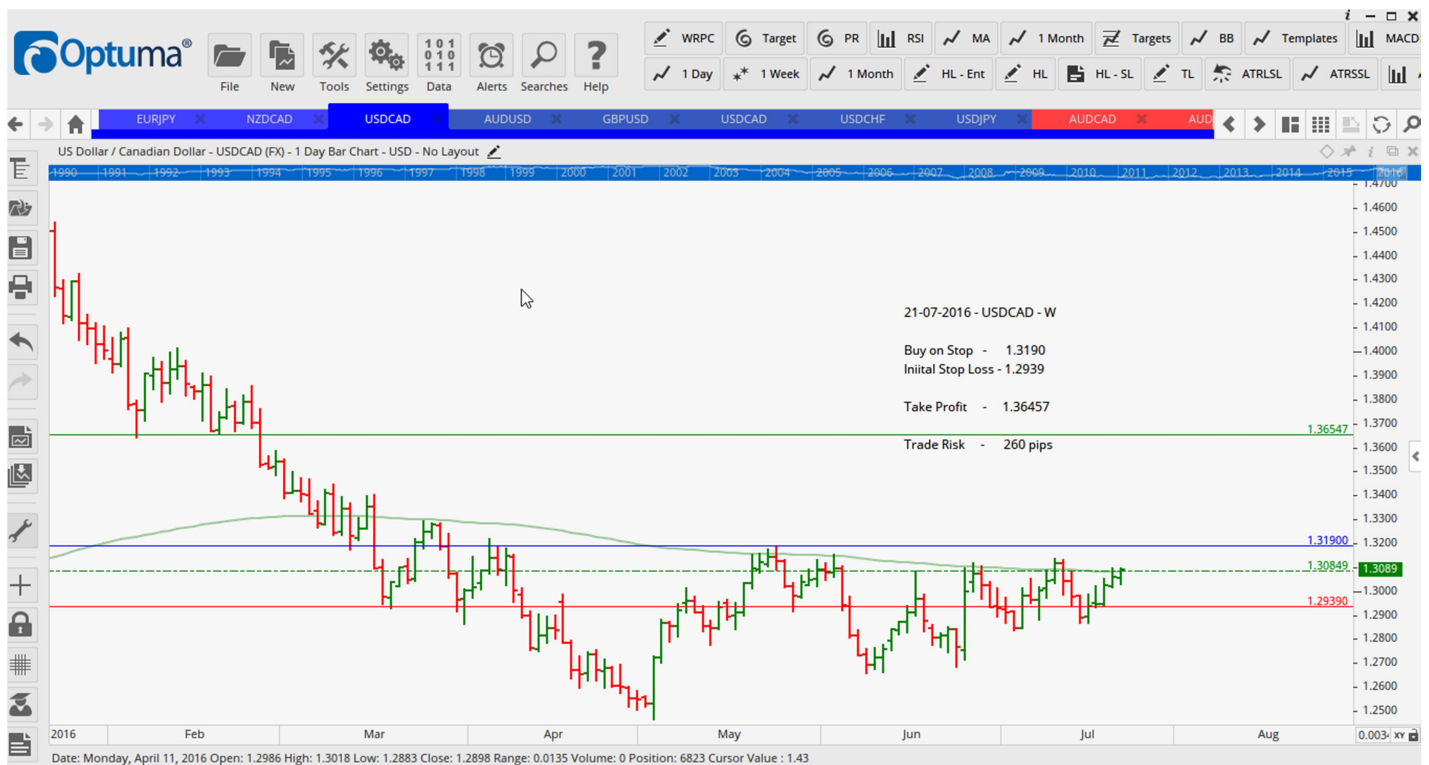 i
Optuma®
File
New
Tools
Settings
101
010
111
Data
Alerts
Searches
?
Help
WRPC
Target
PR
RSI
MA
1 Month
Targets
BB
Templates
MACD
1 Day
1 Week
1 Month
HL - Ent
HL
HL - SL
TL
ATRLSL
ATRSSL
EURJPY
NZDCAD
USDCAD
AUDUSD
GBPUSD
USDCAD
USDCHF
USDJPY
AUDCAD
AUD
US Dollar / Canadian Dollar - USDCAD (FX) - 1 Day Bar Chart - USD - No Layout
i
1990 1991 1992 1993 1994 1995 1996 1997 1998 1999 2000 2001 2002 2003 2004 2005 2006 2007 2008 2009 2010 2011 2012 2013 2014 2015 2016
1.4700
1.4600
1.4500
1.4400
1.4300
1.4200
21-07-2016 - USDCAD - W
1.4100
Buy on Stop - 1.3190
1.4000
Iniital Stop Loss - 1.2939
1.3900
Take Profit - 1.36457
1.3800
1.3700
1.36547
Trade Risk - 260 pips
1.3600
1.3500
1.3400
1.3300
1.31900
1.3200
1.30849
1.3089
1.3000
1.29390
1.2900
1.2800
1.2700
1.2600
1.2500
2016 Feb Mar Apr May Jun Jul Aug
XY
Date: Monday, April 11, 2016 Open: 1.2986 High: 1.3018 Low: 1.2883 Close: 1.2898 Range: 0.0135 Volume: 0 Position: 6823 Cursor Value : 1.43